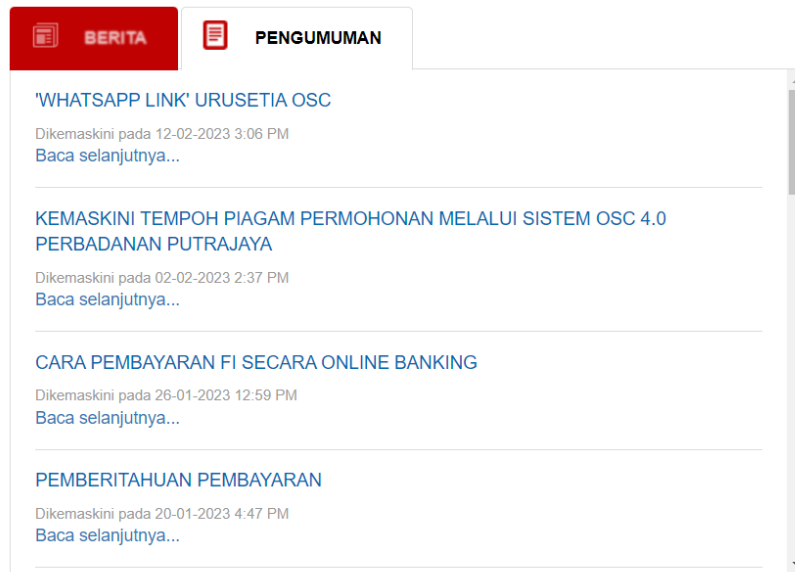 BERITA
PENGUMUMAN
'WHATSAPP LINK' URUSETIA OSC
Dikemaskini pada 12-02-2023 3:06 PM
Baca selanjutnya...
KEMASKINI TEMPOH PIAGAM PERMOHONAN MELALUI SISTEM OSC 4.0
PERBADANAN PUTRAJAYA
Dikemaskini pada 02-02-2023 2:37 PM
Baca selanjutnya...
CARA PEMBAYARAN FI SECARA ONLINE BANKING
Dikemaskini pada 26-01-2023 12:59 PM
Baca selanjutnya...
PEMBERITAHUAN PEMBAYARAN
Dikemaskini pada 20-01-2023 4:47 PM
Baca selanjutnya...